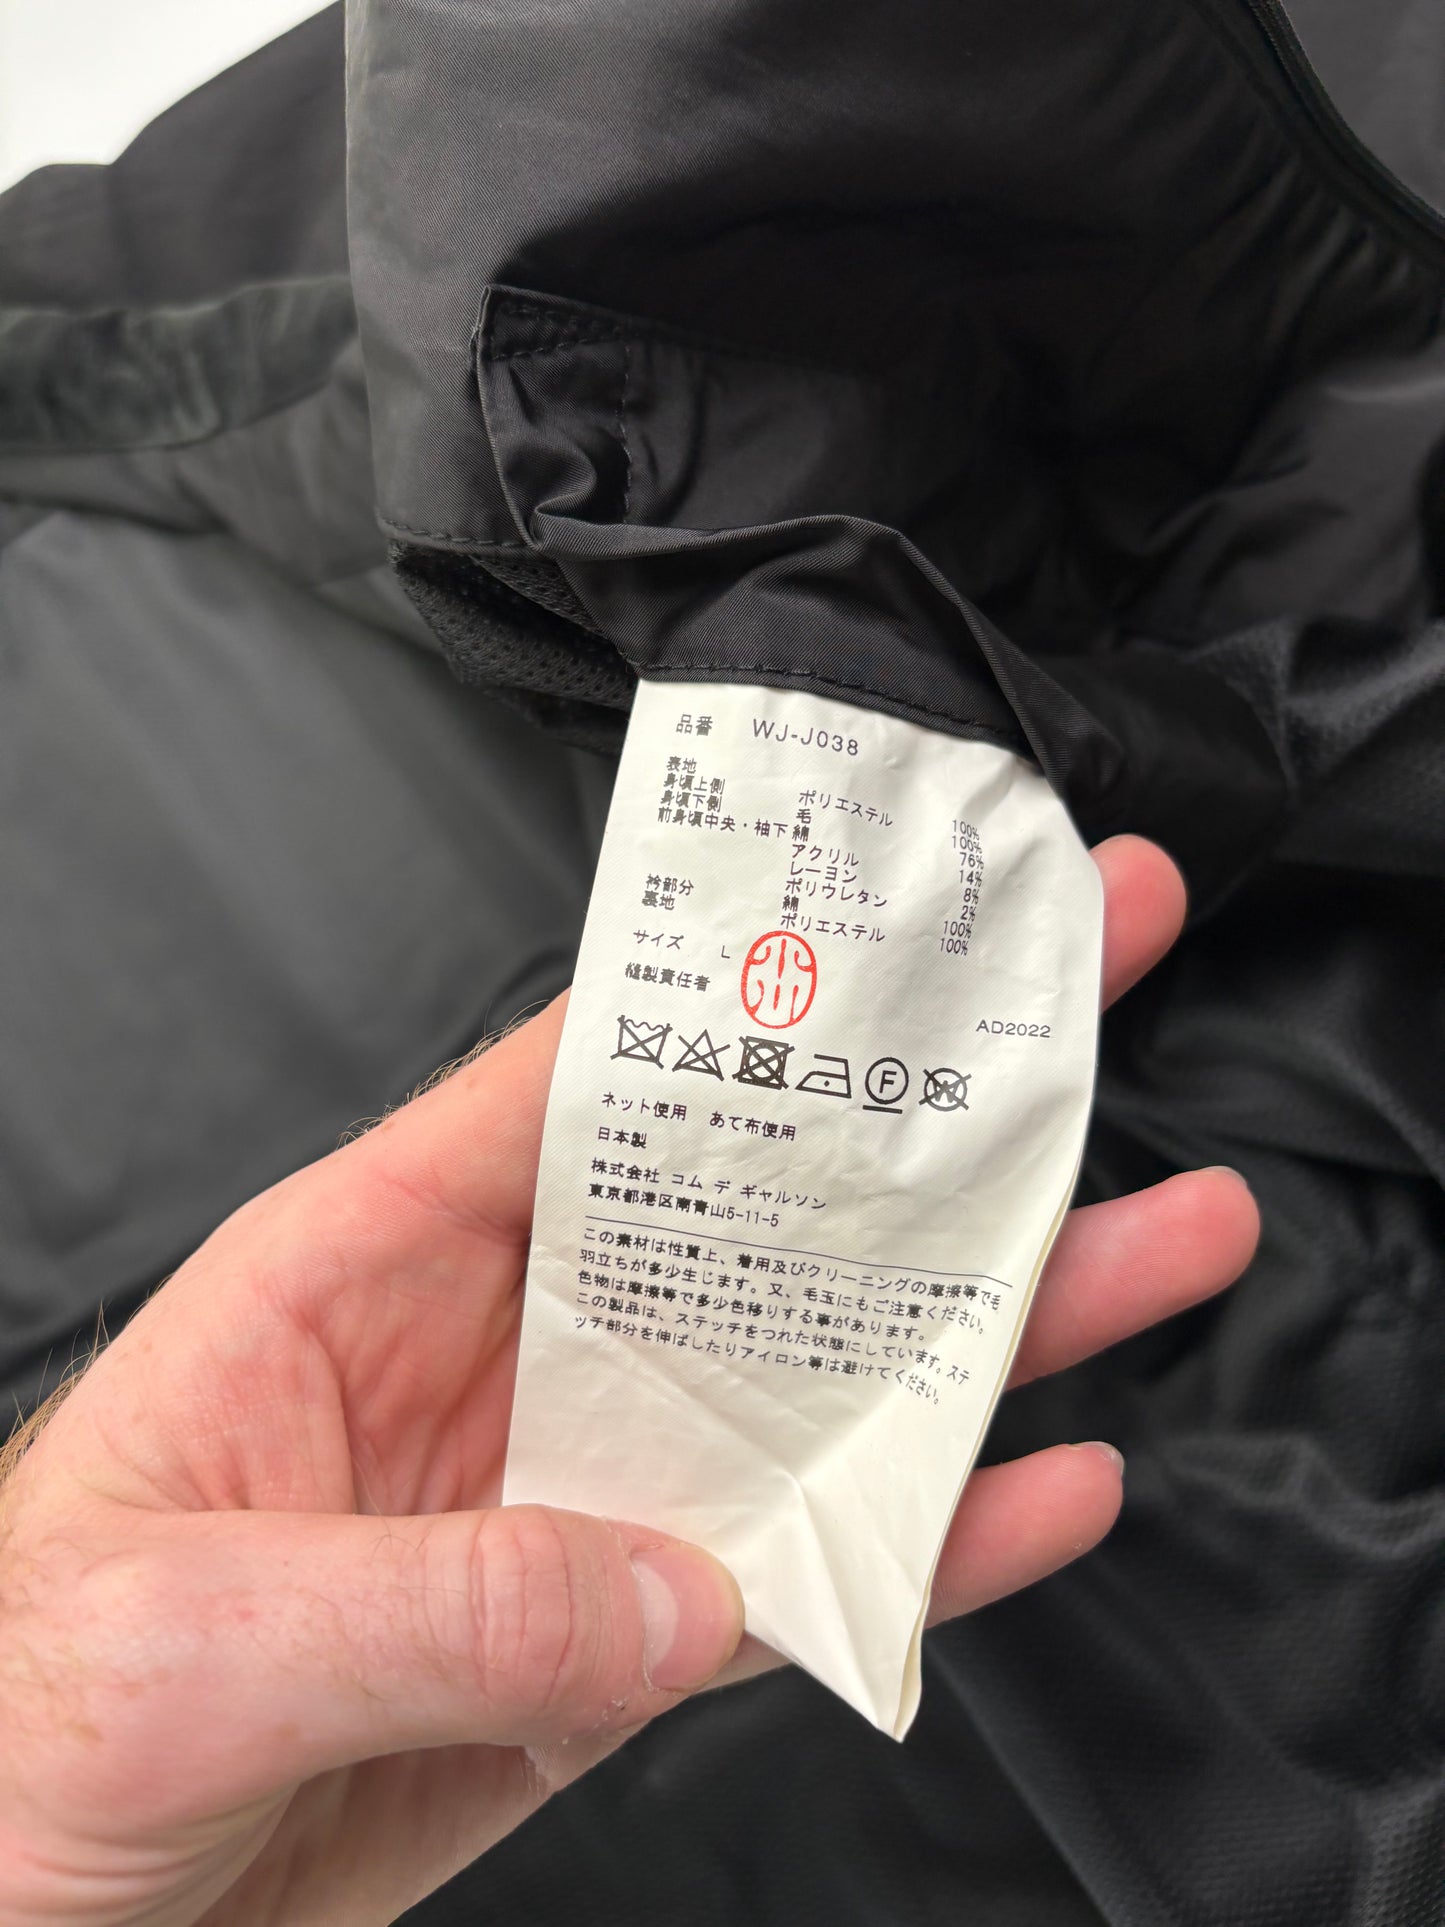 品番 WJ-J038
表地
身頃上側 ポリエステル 100%
身頃下側 毛 100%
前身頃中央・袖下 綿 76%
アクリル 14%
レーヨン 8%
ポリウレタン 2%
衿部分 綿 100%
裏地 ポリエステル 100%
サイズ L
縫製責任者
AD2022
F
W
ネット使用 あて布使用
日本製
株式会社 コム デ ギャルソン
東京都港区南青山5-11-5
この素材は性質上、着用及びクリーニングの摩擦等で毛
羽立ちが多少生じます。又、毛玉にもご注意ください。
色物は摩擦等で多少色移りする事があります。
この製品は、ステッチをつれた状態にしています。ステ
ッチ部分を伸ばしたりアイロン等は避けてください。